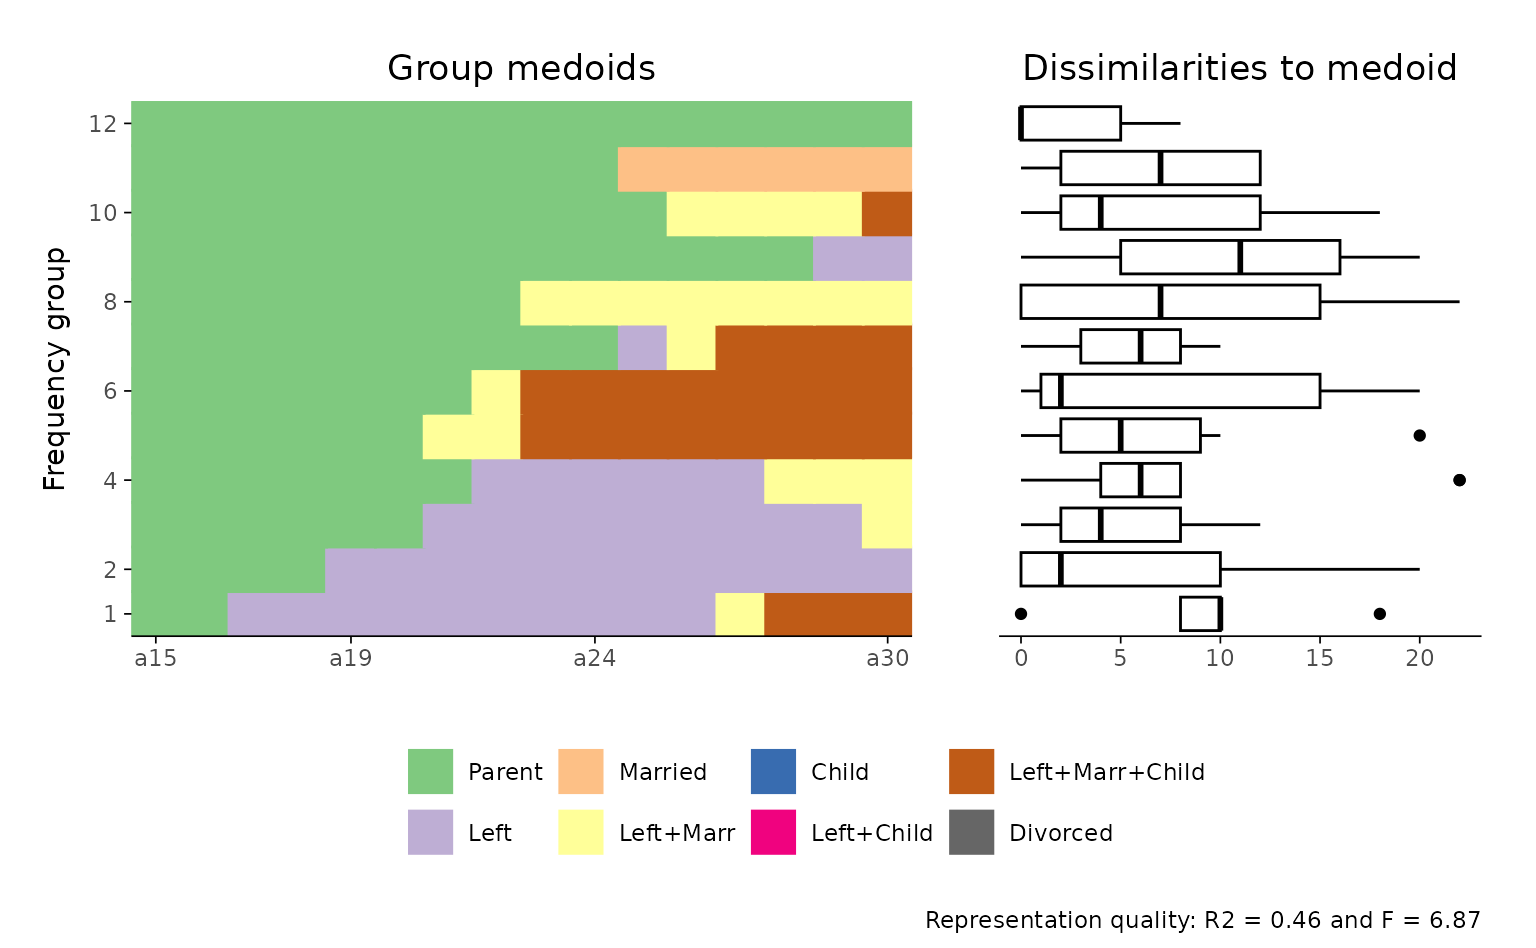 Group medoids
Dissimilarities to medoid
Frequency group
12
10
8
6
4
2
1
a15 a19 a24 a30
0 5 10 15 20
Parent Married Child Left+Marr+Child
Left Left+Marr Left+Child Divorced
Representation quality: R2 = 0.46 and F = 6.87